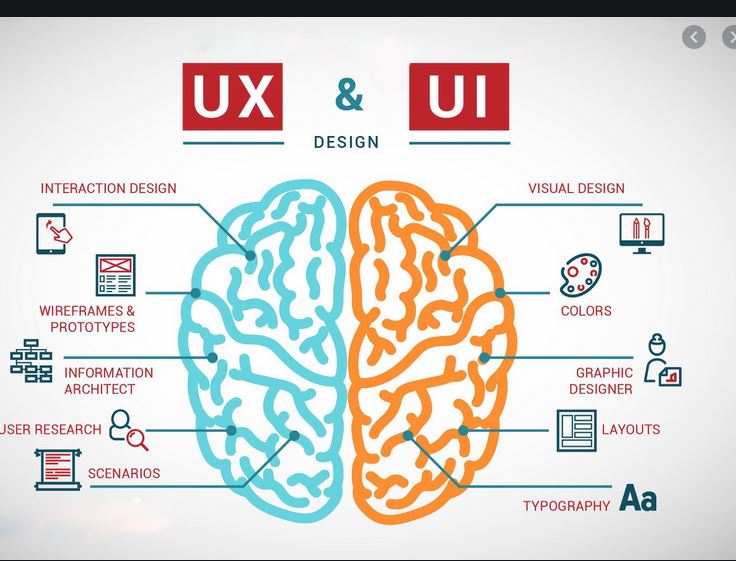 UX & UI
DESIGN
INTERACTION DESIGN
WIREFRAMES &
PROTOTYPES
INFORMATION
ARCHITECT
USER RESEARCH
SCENARIOS
VISUAL DESIGN
COLORS
GRAPHIC
DESIGNER
LAYOUTS
TYPOGRAPHY Aa